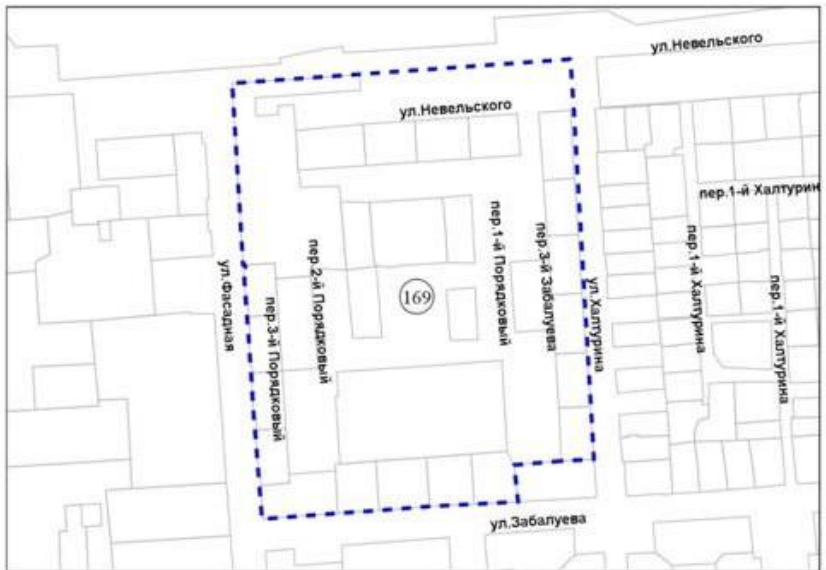 ул.Невельского
ул.Невельского
пер.1-й Халтурин
ул.Фасадная
пер.3-й Порядковый
пер.2-й Порядковый
169
пер.1-й Порядковый
пер.3-й Забалуева
ул.Халтурина
пер.1-й Халтурина
пер.1-й Халтурина
ул.Забалуева